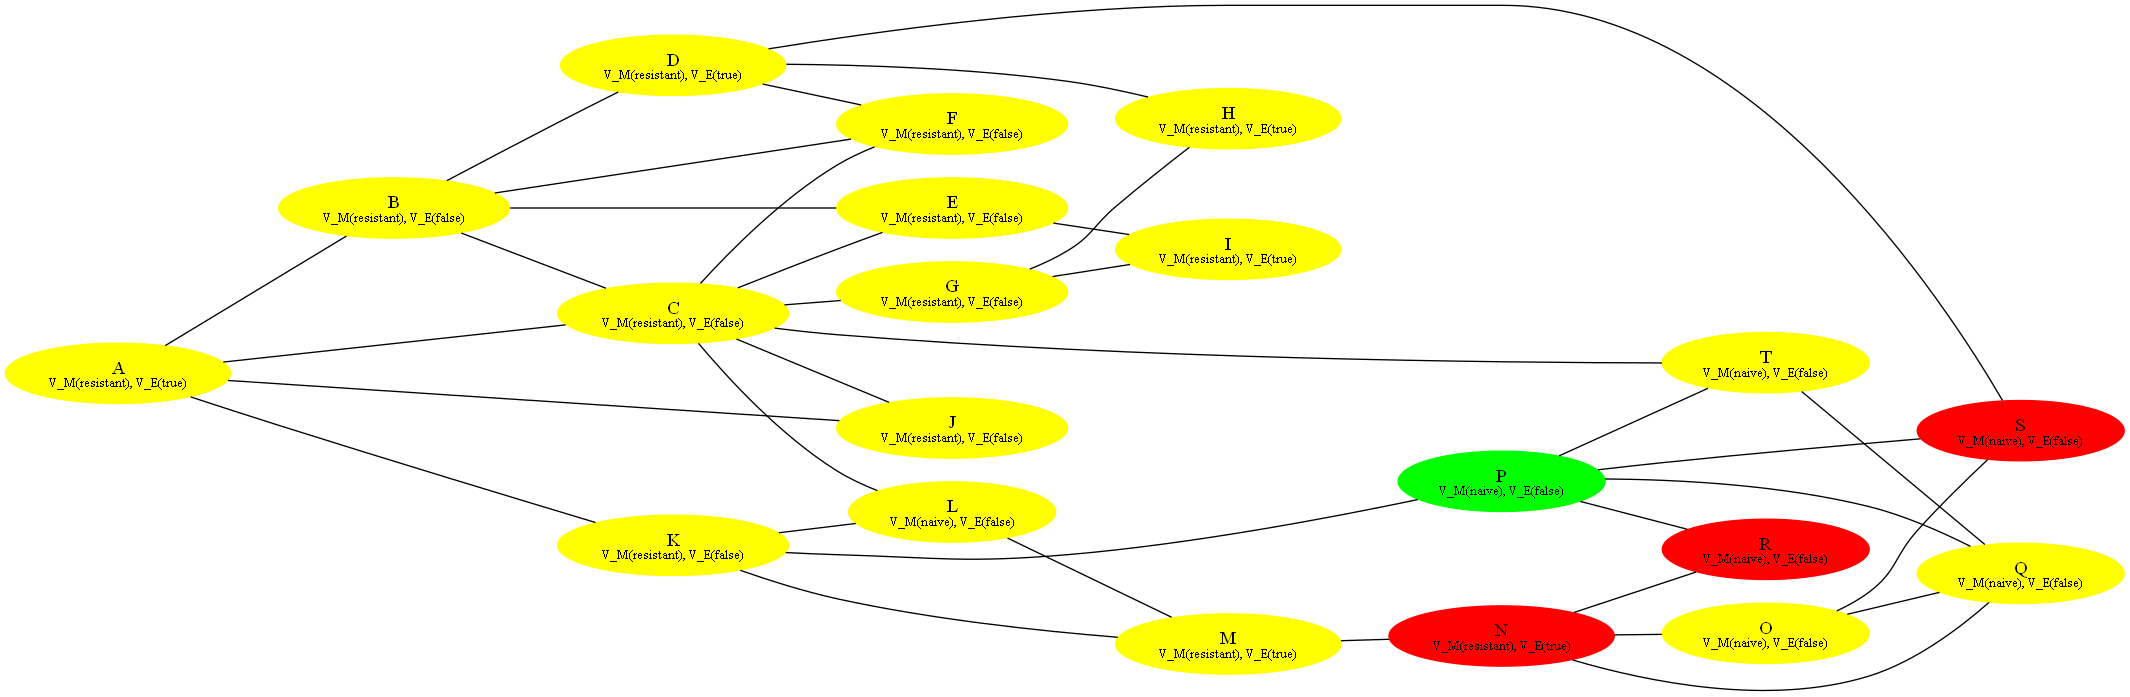 D
V_M(resistant), V_E(true)
F
V_M(resistant), V_E(false)
H
V_M(resistant), V_E(true)
B
V_M(resistant), V_E(false)
E
V_M(resistant), V_E(false)
I
V_M(resistant), V_E(true)
G
V_M(resistant), V_E(false)
C
V_M(resistant), V_E(false)
A
V_M(resistant), V_E(true)
T
V_M(naive), V_E(false)
J
V_M(resistant), V_E(false)
S
V_M(naive), V_E(false)
P
V_M(naive), V_E(false)
L
V_M(naive), V_E(false)
K
V_M(resistant), V_E(false)
R
V_M(naive), V_E(false)
Q
V_M(naive), V_E(false)
M
V_M(resistant), V_E(true)
N
V_M(resistant), V_E(true)
O
V_M(naive), V_E(false)